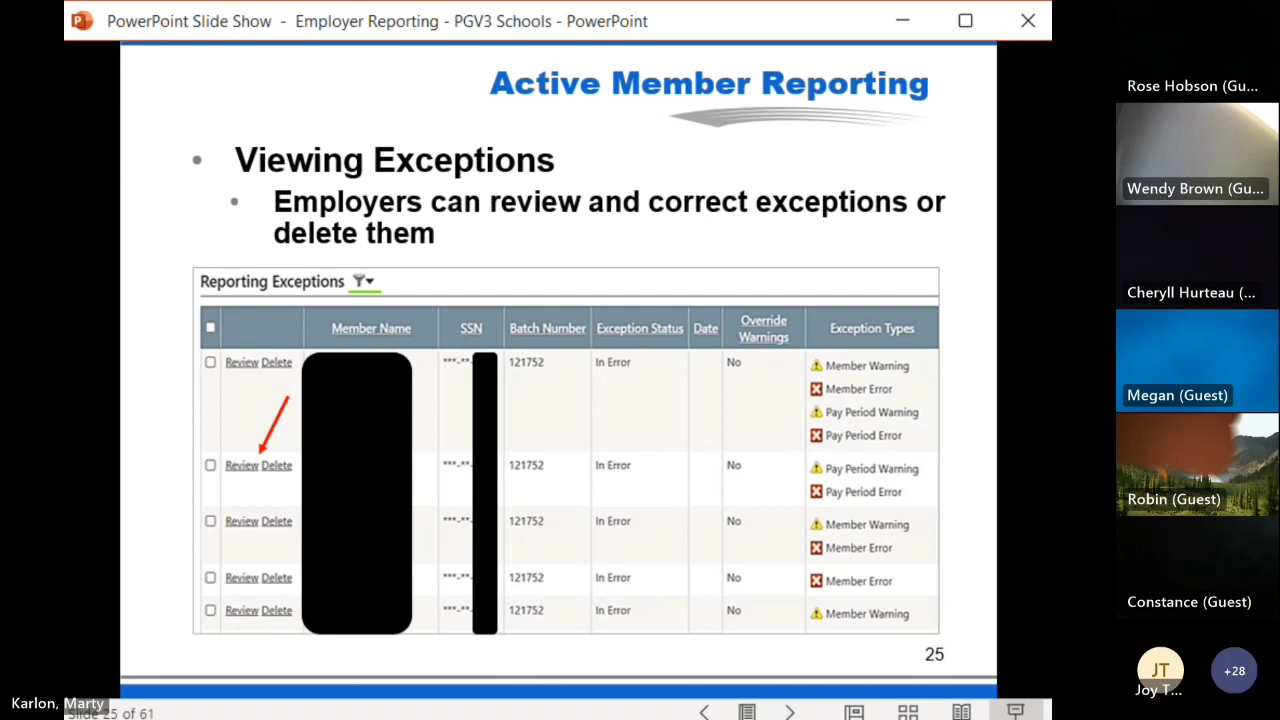 PowerPoint Slide Show - Employer Reporting - PGV3 Schools - PowerPoint
Active Member Reporting
• Viewing Exceptions
• Employers can review and correct exceptions or
delete them
Reporting Exceptions
Member Name SSN Batch Number Exception Status Date Override Warnings Exception Types
Review Delete ***-**- 121752 In Error No Member Warning
Member Error
Pay Period Warning
Pay Period Error
Review Delete ***-**- 121752 In Error No Pay Period Warning
Pay Period Error
Review Delete ***-**- 121752 In Error No Member Warning
Member Error
Review Delete ***-**- 121752 In Error No Member Error
Review Delete ***-**- 121752 In Error No Member Warning
25
Slide 25 of 61
Karlon, Marty
Rose Hobson (Gu...
Wendy Brown (Gu...
Cheryll Hurteau (...
Megan (Guest)
Robin (Guest)
Constance (Guest)
JT
Joy T...
+28